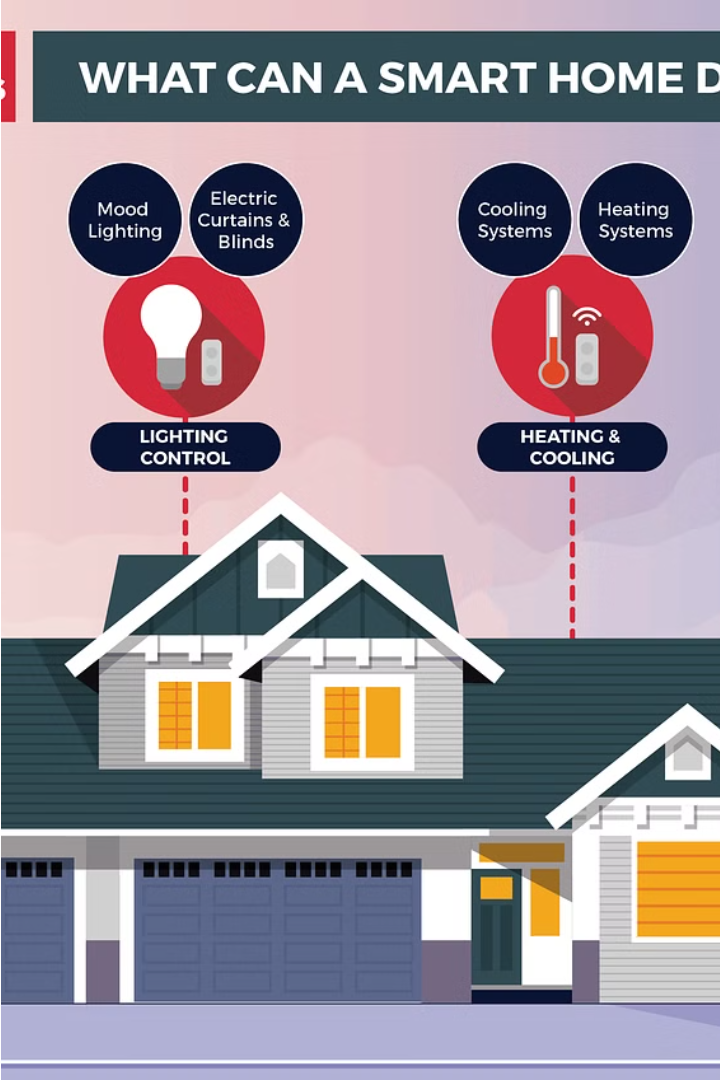 WHAT CAN A SMART HOME D
Mood
Lighting
Electric
Curtains &
Blinds
Cooling
Systems
Heating
Systems
LIGHTING
CONTROL
HEATING &
COOLING